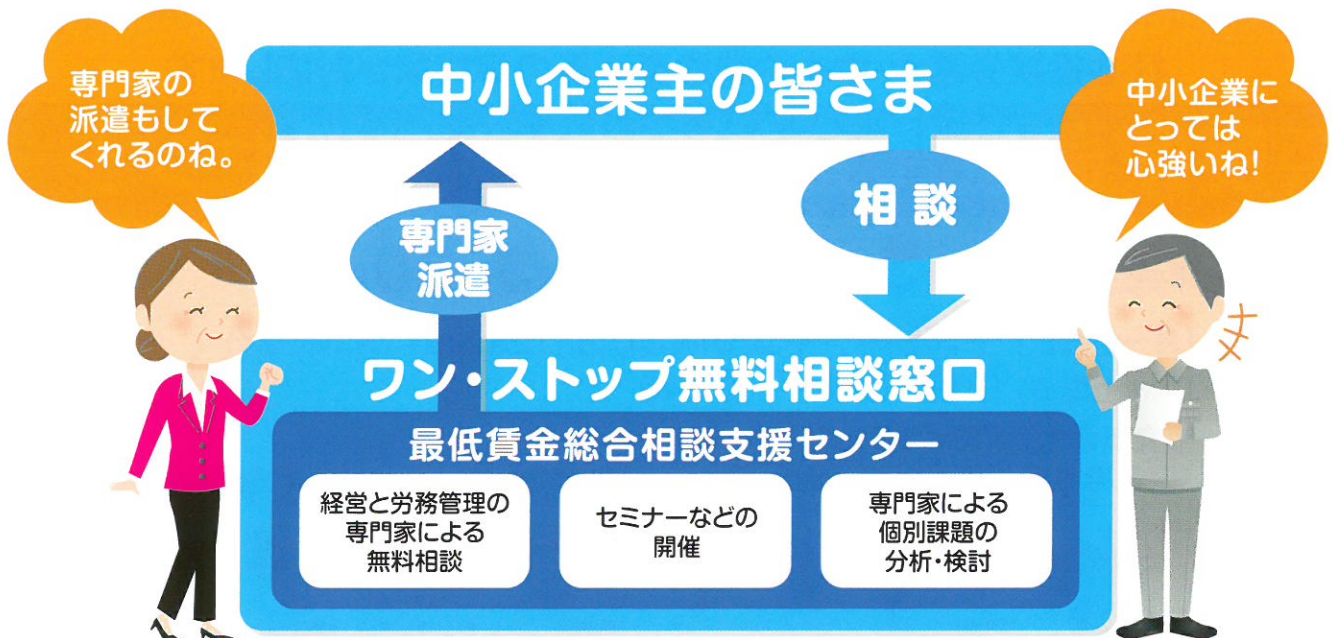 中小企業主の皆さま
専門家の
派遣もして
くれるのね。
中小企業に
とっては
心強いね!
専門家
派遣
相談
ワン・ストップ無料相談窓口
最低賃金総合相談支援センター
経営と労務管理の
専門家による
無料相談
セミナーなどの
開催
専門家による
個別課題の
分析・検討